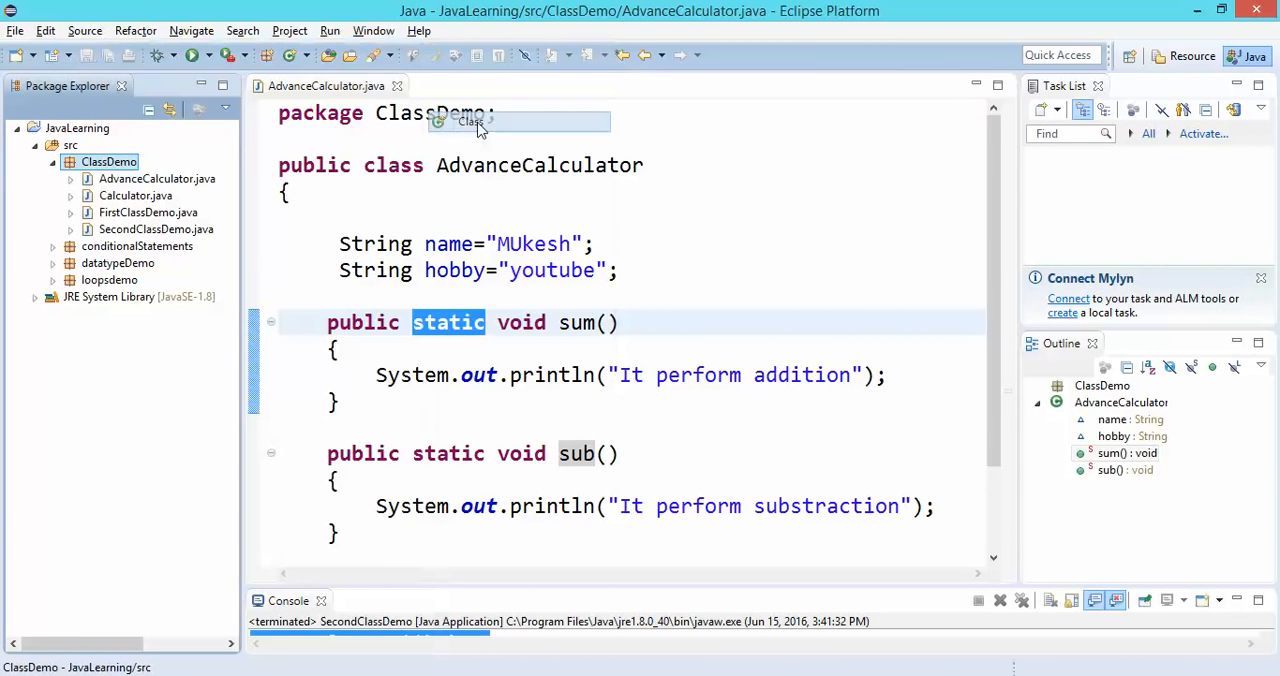 Java - JavaLearning/src/ClassDemo/AdvanceCalculator.java - Eclipse Platform
File Edit Source Refactor Navigate Search Project Run Window Help
Quick Access Resource Java
Package Explorer
JavaLearning
src
ClassDemo
AdvanceCalculator.java
Calculator.java
FirstClassDemo.java
SecondClassDemo.java
conditionalStatements
datatypeDemo
loopsdemo
JRE System Library [JavaSE-1.8]
AdvanceCalculator.java
package ClassDemo;
Class
public class AdvanceCalculator
{
String name="MUkesh";
String hobby="youtube";
public static void sum()
{
System.out.println("It perform addition");
}
public static void sub()
{
System.out.println("It perform substraction");
}
Task List
Find All Activate...
Connect Mylyn
Connect to your task and ALM tools or
create a local task.
Outline
ClassDemo
AdvanceCalculator
name : String
hobby : String
S sum() : void
S sub() : void
Console
<terminated> SecondClassDemo [Java Application] C:\Program Files\Java\jre1.8.0_40\bin\javaw.exe (Jun 15, 2016, 3:41:32 PM)
ClassDemo - JavaLearning/src